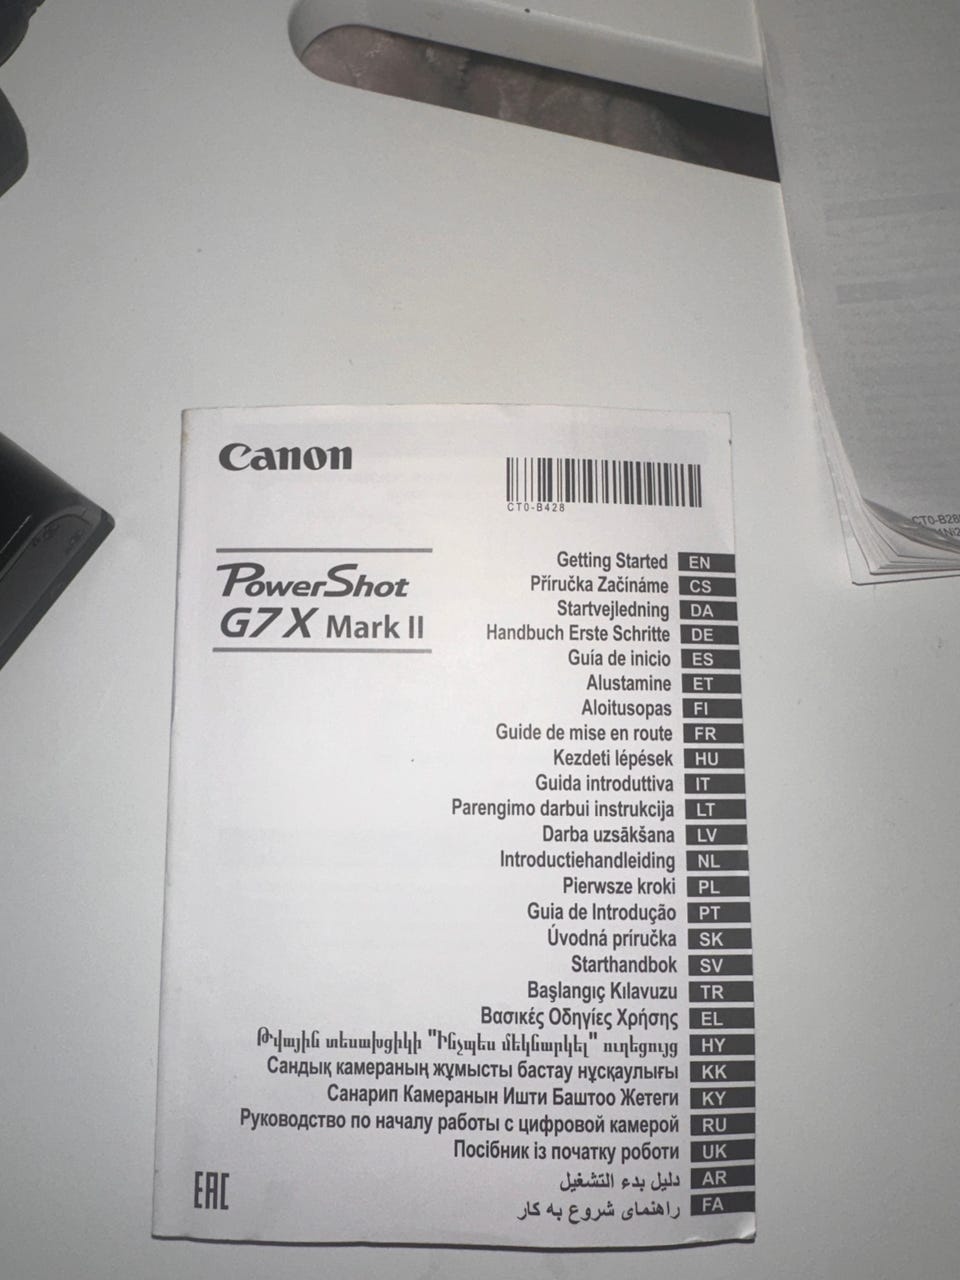 Canon
CT0-B428
PowerShot
G7X Mark II
Getting Started EN
Příručka Začínáme CS
Startvejledning DA
Handbuch Erste Schritte DE
Guía de inicio ES
Alustamine ET
Aloitusopas FI
Guide de mise en route FR
Kezdeti lépések HU
Guida introduttiva IT
Parengimo darbui instrukcija LT
Darba uzsākšana LV
Introductiehandleiding NL
Pierwsze kroki PL
Guia de Introdução PT
Úvodná príručka SK
Starthandbok SV
Başlangıç Kılavuzu TR
Βασικές Οδηγίες Χρήσης EL
Թվային տեսախցիկի "Ինչպես մեկնարկել" ուղեցույց HY
Сандық камераның жұмысты бастау нұсқаулығы KK
Санарип Камеранын Ишти Баштоо Жетеги KY
Руководство по началу работы с цифровой камерой RU
Посібник із початку роботи UK
دليل بدء التشغيل AR
راهنمای شروع به کار FA
EAC